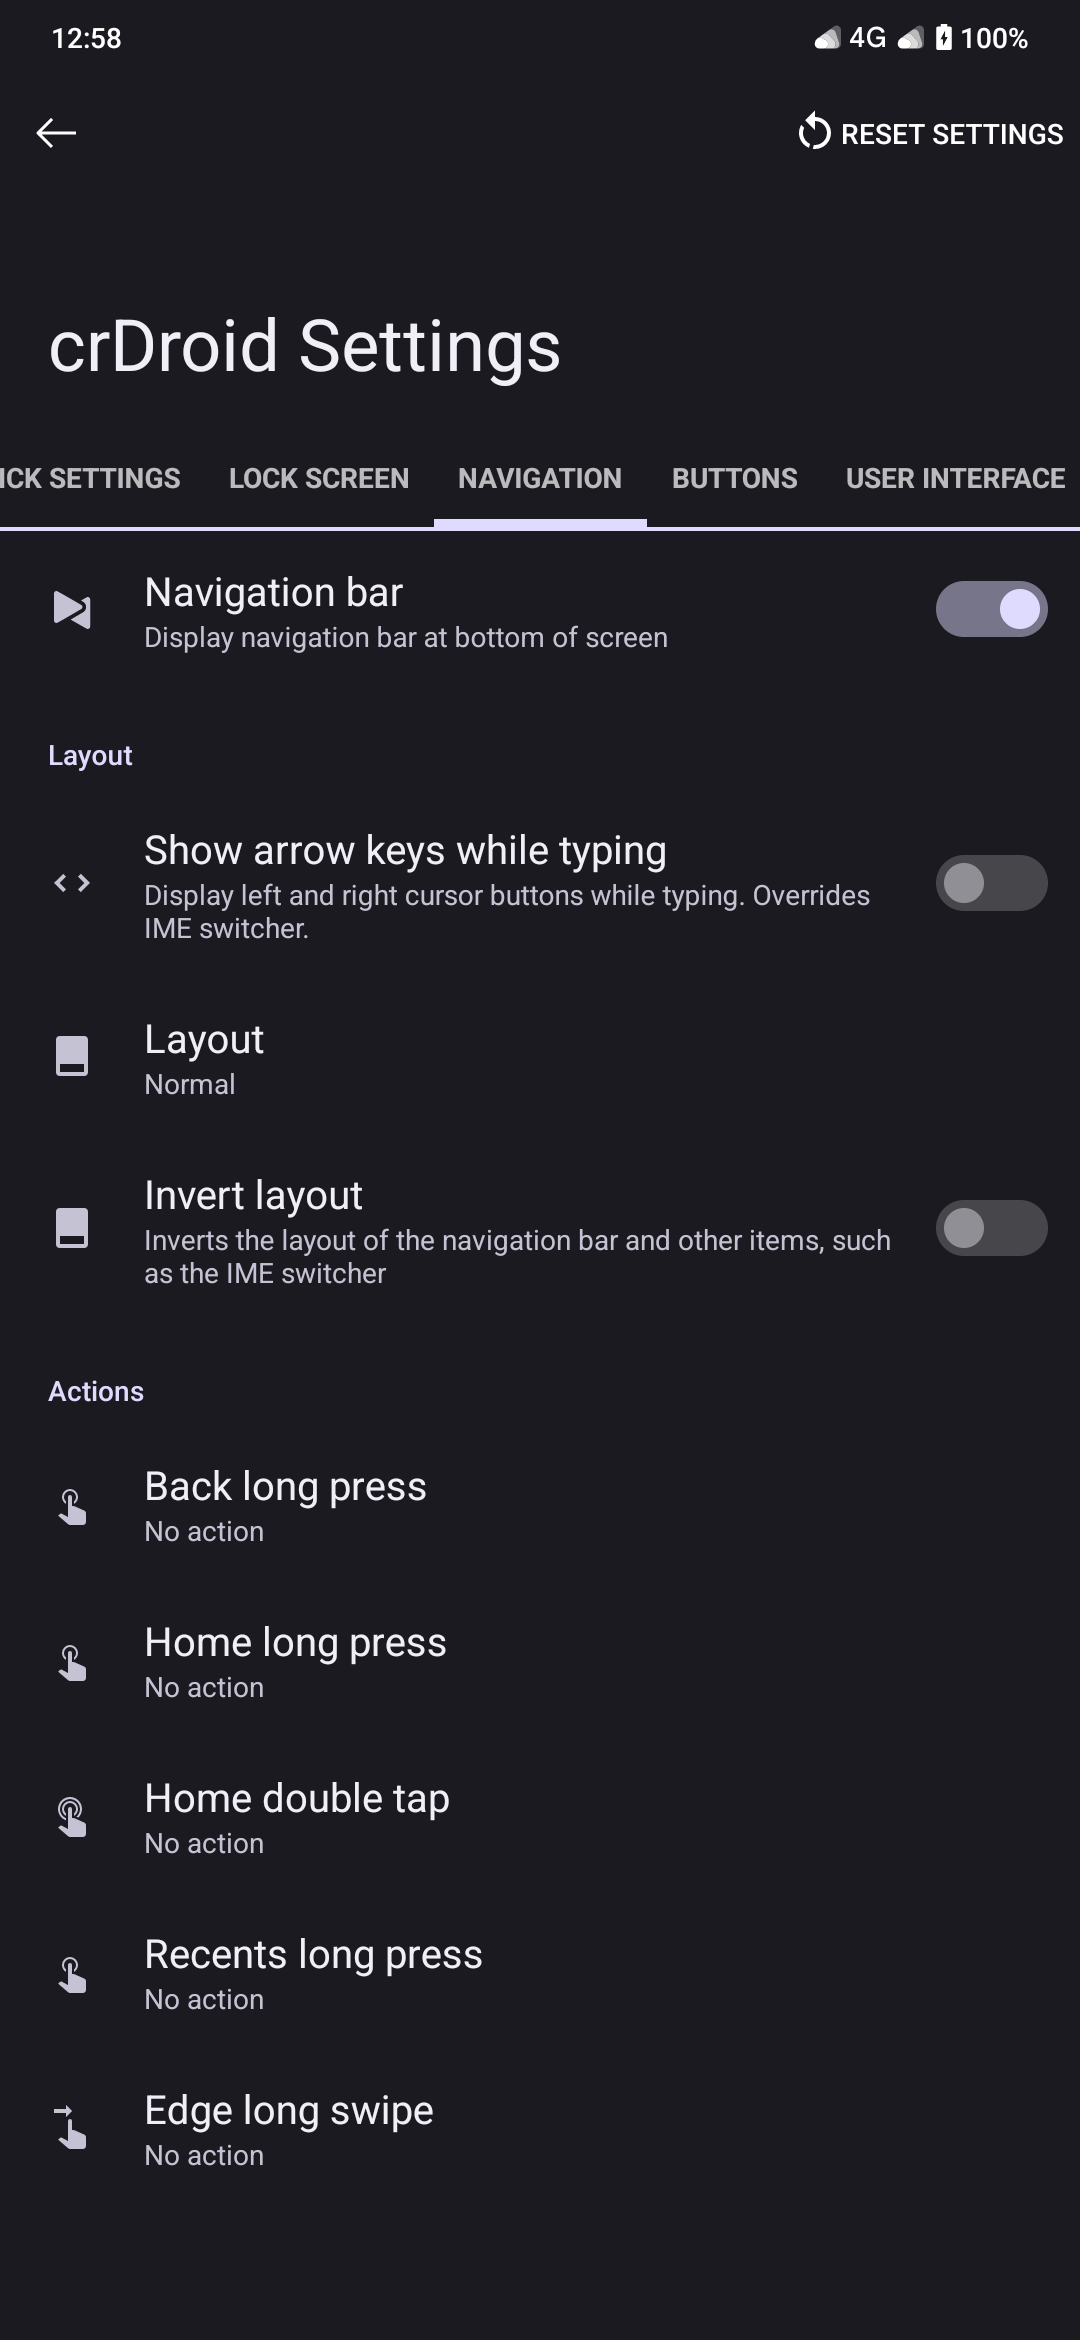 12:58
4G
100%
RESET SETTINGS
crDroid Settings
ICK SETTINGS
LOCK SCREEN
NAVIGATION
BUTTONS
USER INTERFACE
Navigation bar
Display navigation bar at bottom of screen
Layout
Show arrow keys while typing
Display left and right cursor buttons while typing. Overrides
IME switcher.
Layout
Normal
Invert layout
Inverts the layout of the navigation bar and other items, such
as the IME switcher
Actions
Back long press
No action
Home long press
No action
Home double tap
No action
Recents long press
No action
Edge long swipe
No action